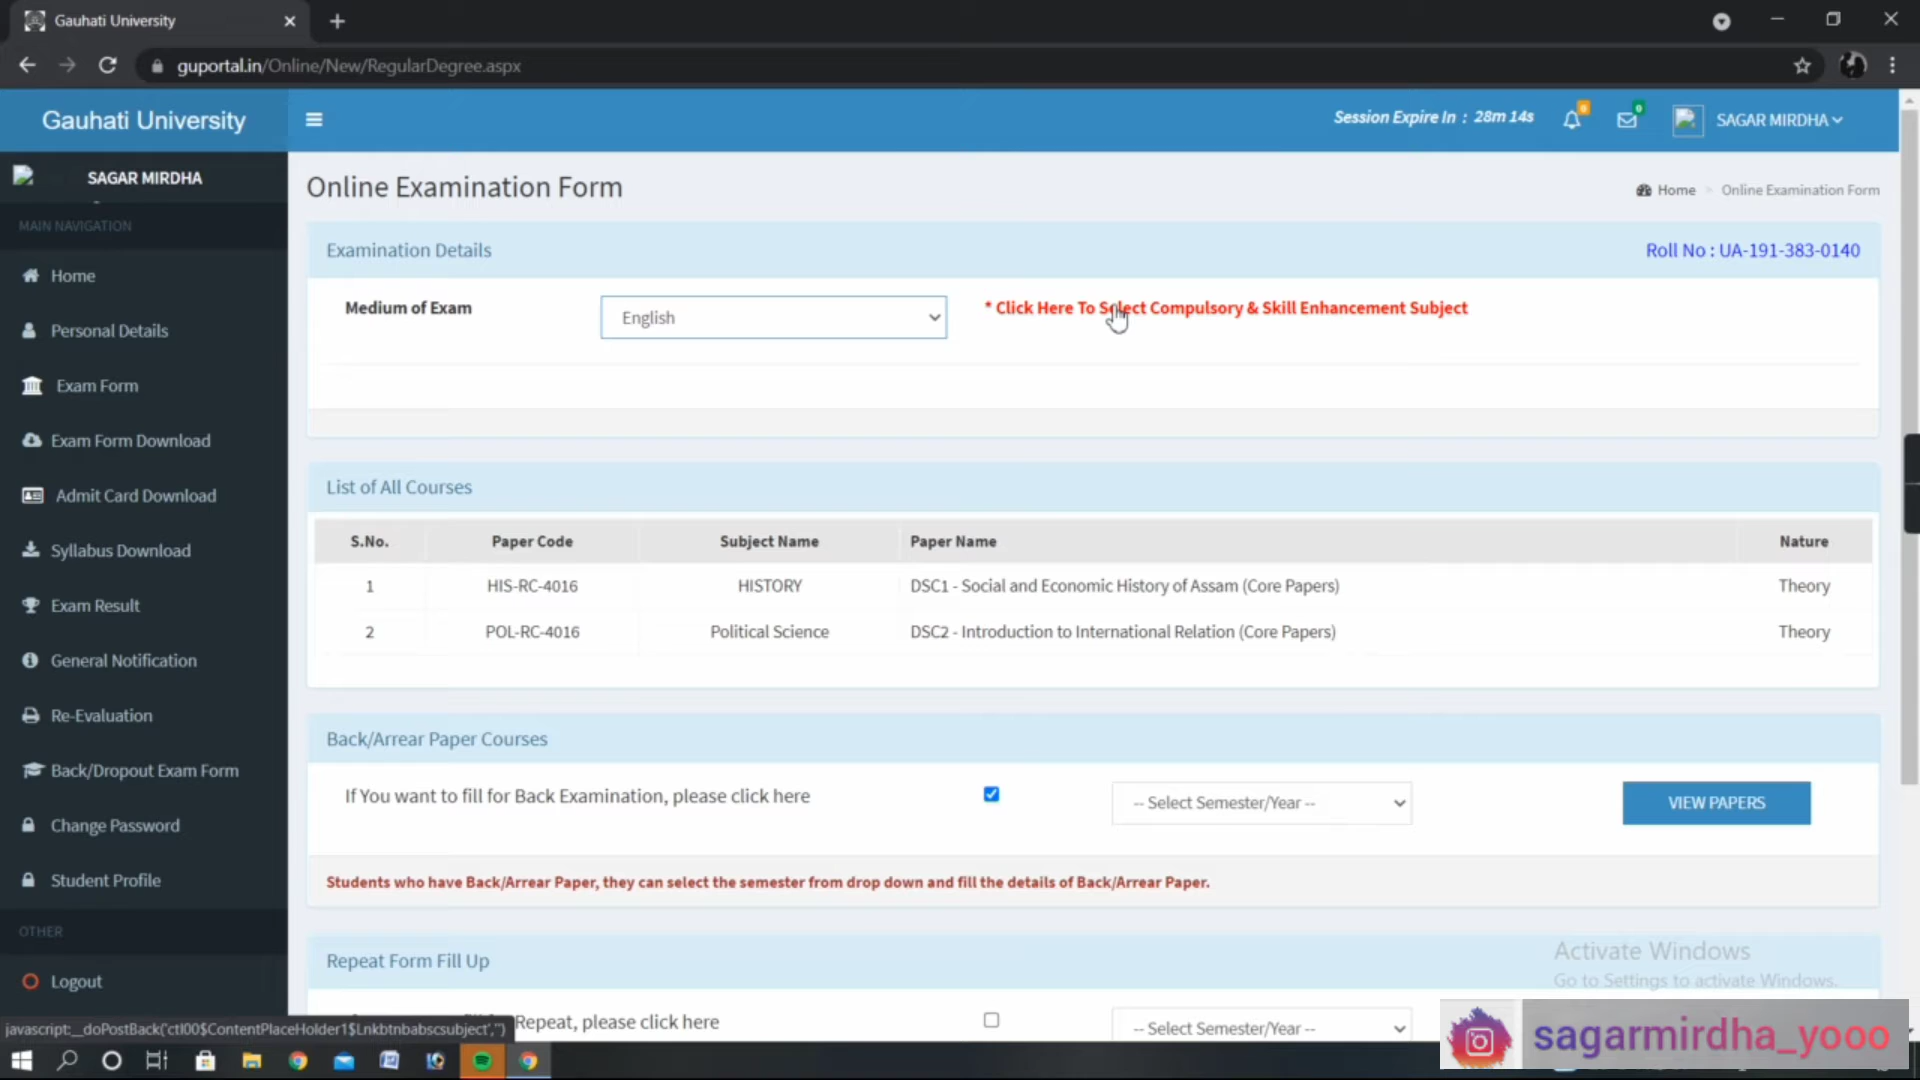 Gauhati University
guportal.in/Online/New/RegularDegree.aspx
Gauhati University
Session Expire In : 28m 14s
0
0
SAGAR MIRDHA
SAGAR MIRDHA
MAIN NAVIGATION
Home
Personal Details
Exam Form
Exam Form Download
Admit Card Download
Syllabus Download
Exam Result
General Notification
Re-Evaluation
Back/Dropout Exam Form
Change Password
Student Profile
OTHER
Logout
Online Examination Form
Home > Online Examination Form
Examination Details
Roll No : UA-191-383-0140
Medium of Exam
English
* Click Here To Select Compulsory & Skill Enhancement Subject
List of All Courses
S.No. Paper Code Subject Name Paper Name Nature
1 HIS-RC-4016 HISTORY DSC1 - Social and Economic History of Assam (Core Papers) Theory
2 POL-RC-4016 Political Science DSC2 - Introduction to International Relation (Core Papers) Theory
Back/Arrear Paper Courses
If You want to fill for Back Examination, please click here
-- Select Semester/Year --
VIEW PAPERS
Students who have Back/Arrear Paper, they can select the semester from drop down and fill the details of Back/Arrear Paper.
Repeat Form Fill Up
Repeat, please click here
-- Select Semester/Year --
Activate Windows
Go to Settings to activate Windows.
javascript:__doPostBack('ctl00$ContentPlaceHolder1$Lnkbtnbabscsubject','')
sagarmirdha_yooo